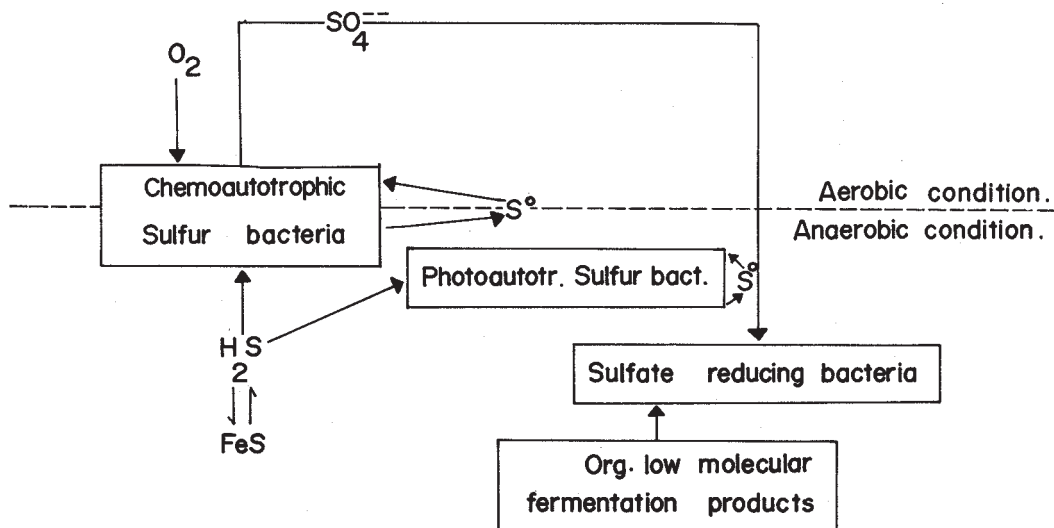 SO4--
O2
Chemoautotrophic
Sulfur bacteria
S°
Aerobic condition.
Anaerobic condition.
Photoautotr. Sulfur bact.
S°
H2S
FeS
Sulfate reducing bacteria
Org. low molecular
fermentation products